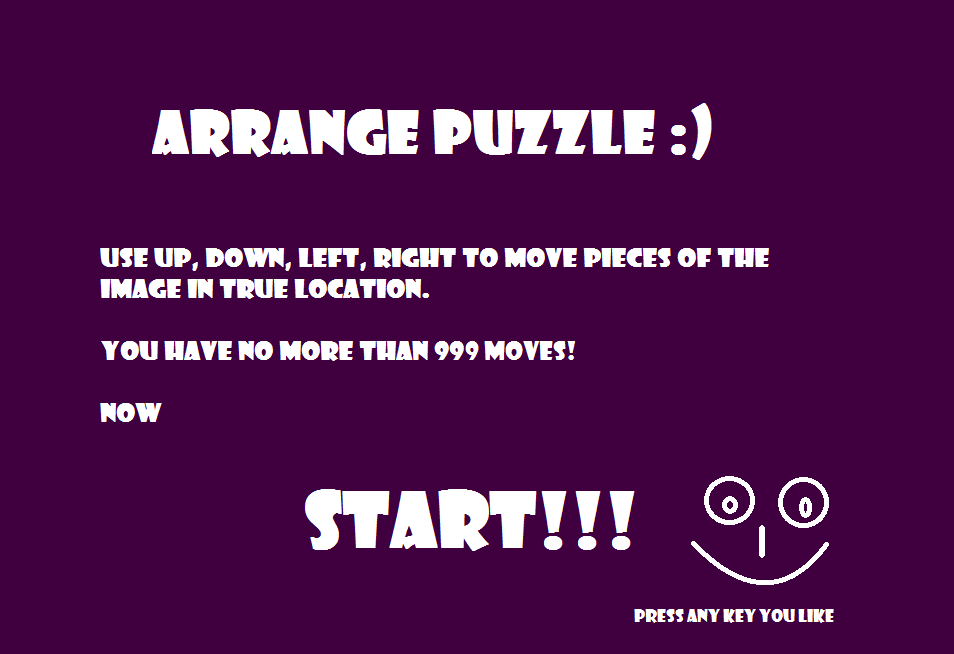 ARRANGE PUZZLE :)
USE UP, DOWN, LEFT, RIGHT TO MOVE PIECES OF THE
IMAGE IN TRUE LOCATION.
YOU HAVE NO MORE THAN 999 MOVES!
NOW
START!!!
PRESS ANY KEY YOU LIKE